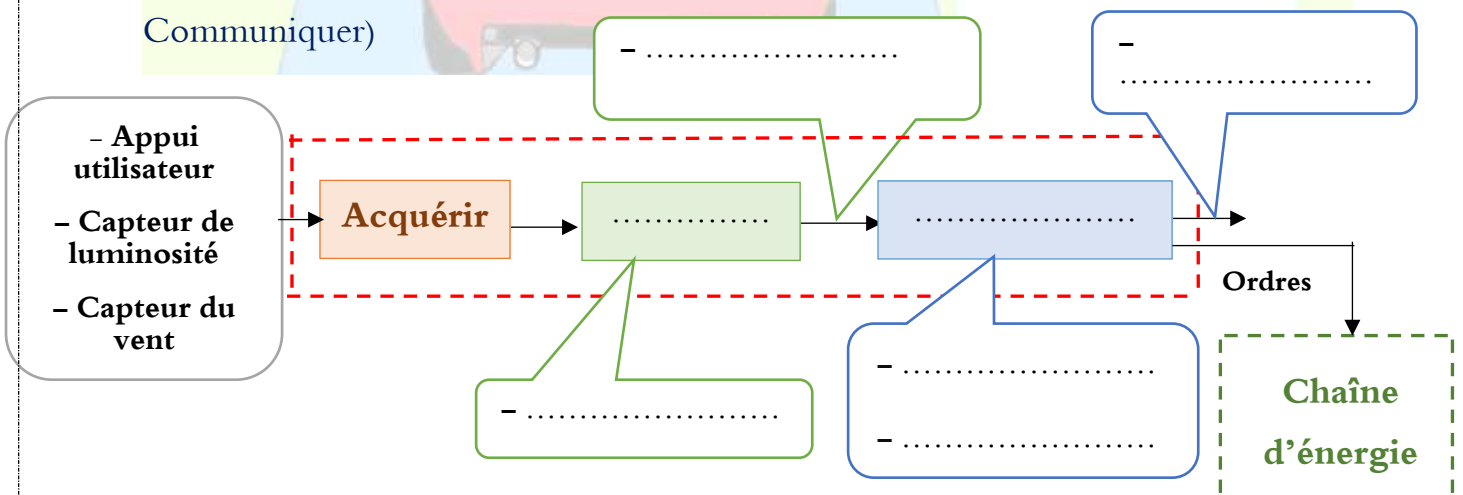 Communiquer)
– ........................
–
........................
– Appui
utilisateur
– Capteur de
luminosité
– Capteur du
vent
Acquérir
...............
.....................
Ordres
– ........................
– ........................
– ........................
Chaîne
d’énergie